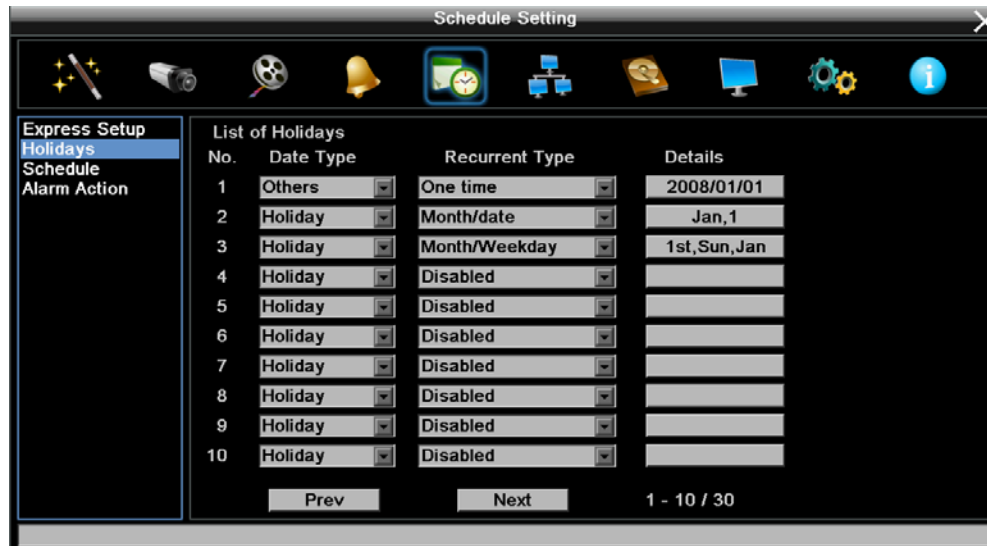 Schedule Setting
Express Setup
Holidays
Schedule
Alarm Action
List of Holidays
No. Date Type Recurrent Type Details
1 Others One time 2008/01/01
2 Holiday Month/date Jan,1
3 Holiday Month/Weekday 1st,Sun,Jan
4 Holiday Disabled
5 Holiday Disabled
6 Holiday Disabled
7 Holiday Disabled
8 Holiday Disabled
9 Holiday Disabled
10 Holiday Disabled
Prev Next 1 - 10 / 30